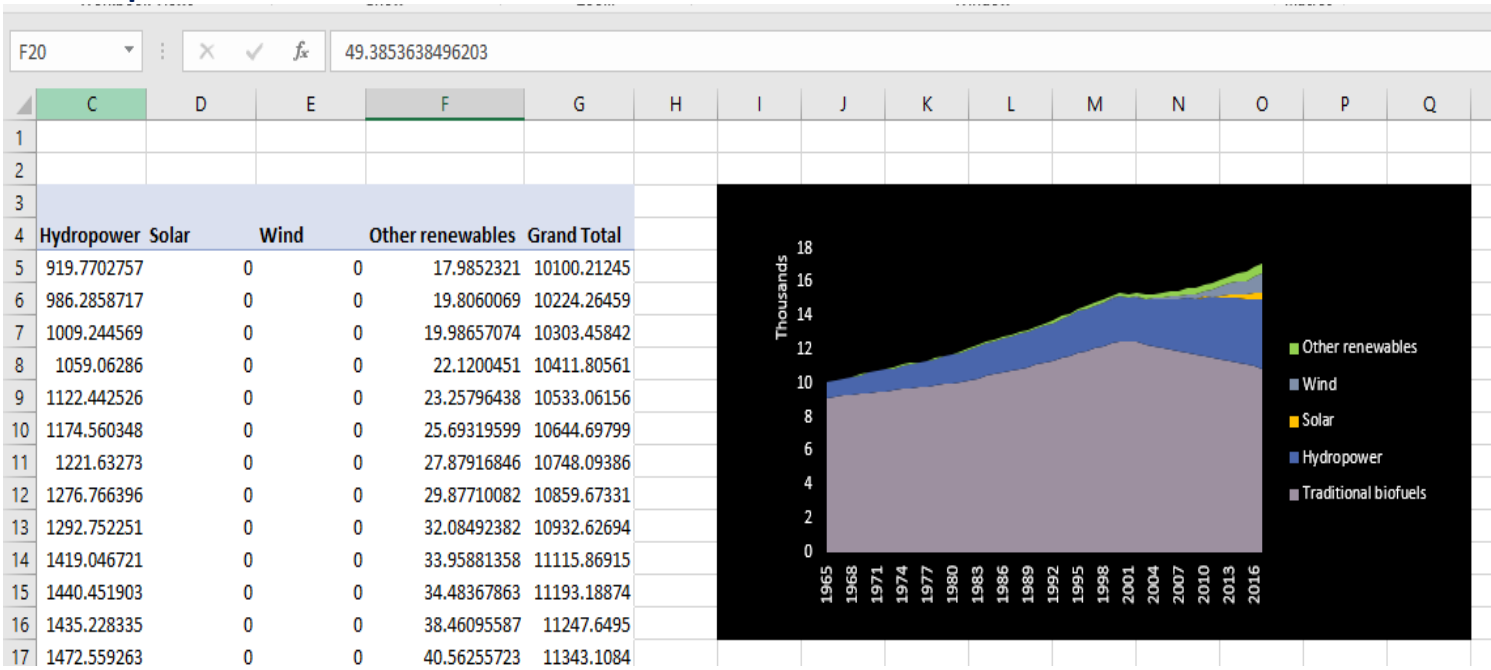 F20 fx 49.3853638496203
C D E F G H I J K L M N O P Q
1
2
3
4 Hydropower Solar Wind Other renewables Grand Total
5 919.7702757 0 0 17.9852321 10100.21245
6 986.2858717 0 0 19.8060069 10224.26459
7 1009.244569 0 0 19.98657074 10303.45842
8 1059.06286 0 0 22.1200451 10411.80561
9 1122.442526 0 0 23.25796438 10533.06156
10 1174.560348 0 0 25.69319599 10644.69799
11 1221.63273 0 0 27.87916846 10748.09386
12 1276.766396 0 0 29.87710082 10859.67331
13 1292.752251 0 0 32.08492382 10932.62694
14 1419.046721 0 0 33.95881358 11115.86915
15 1440.451903 0 0 34.48367863 11193.18874
16 1435.228335 0 0 38.46095587 11247.6495
17 1472.559263 0 0 40.56255723 11343.1084
Thousands
18
16
14
12
10
8
6
4
2
0
1965 1968 1971 1974 1977 1980 1983 1986 1989 1992 1995 1998 2001 2004 2007 2010 2013 2016
Other renewables
Wind
Solar
Hydropower
Traditional biofuels